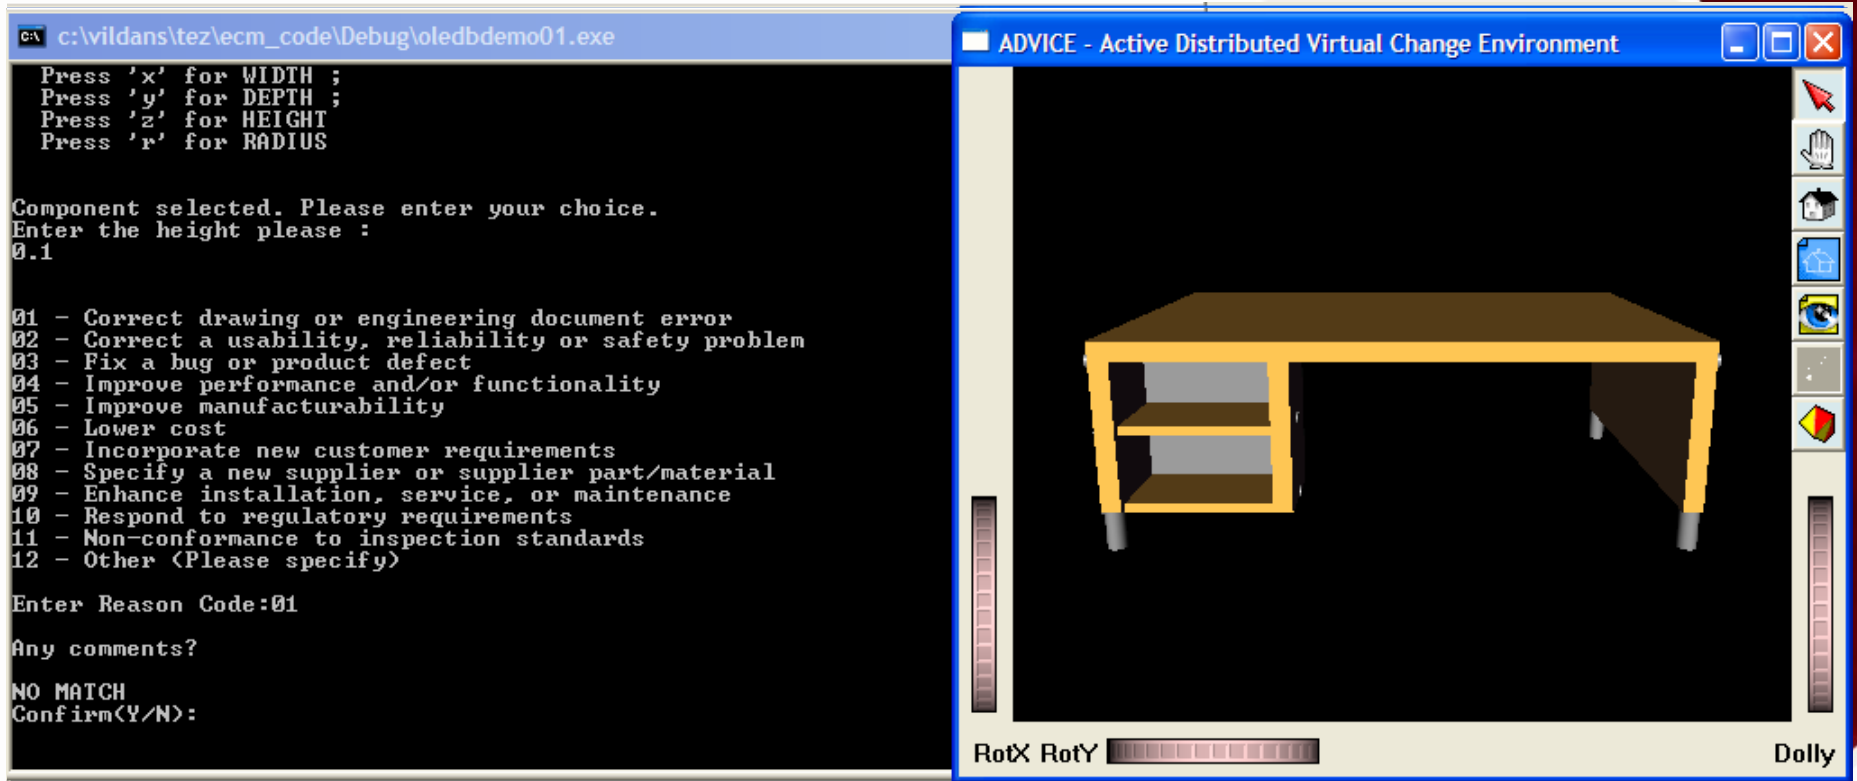 c:\vildans\tez\ecm_code\Debug\oledbdemo01.exe
Press 'x' for WIDTH ;
Press 'y' for DEPTH ;
Press 'z' for HEIGHT
Press 'r' for RADIUS
Component selected. Please enter your choice.
Enter the height please :
0.1
01 - Correct drawing or engineering document error
02 - Correct a usability, reliability or safety problem
03 - Fix a bug or product defect
04 - Improve performance and/or functionality
05 - Improve manufacturability
06 - Lower cost
07 - Incorporate new customer requirements
08 - Specify a new supplier or supplier part/material
09 - Enhance installation, service, or maintenance
10 - Respond to regulatory requirements
11 - Non-conformance to inspection standards
12 - Other (Please specify)
Enter Reason Code:01
Any comments?
NO MATCH
Confirm(Y/N):
ADVICE - Active Distributed Virtual Change Environment
RotX RotY
Dolly